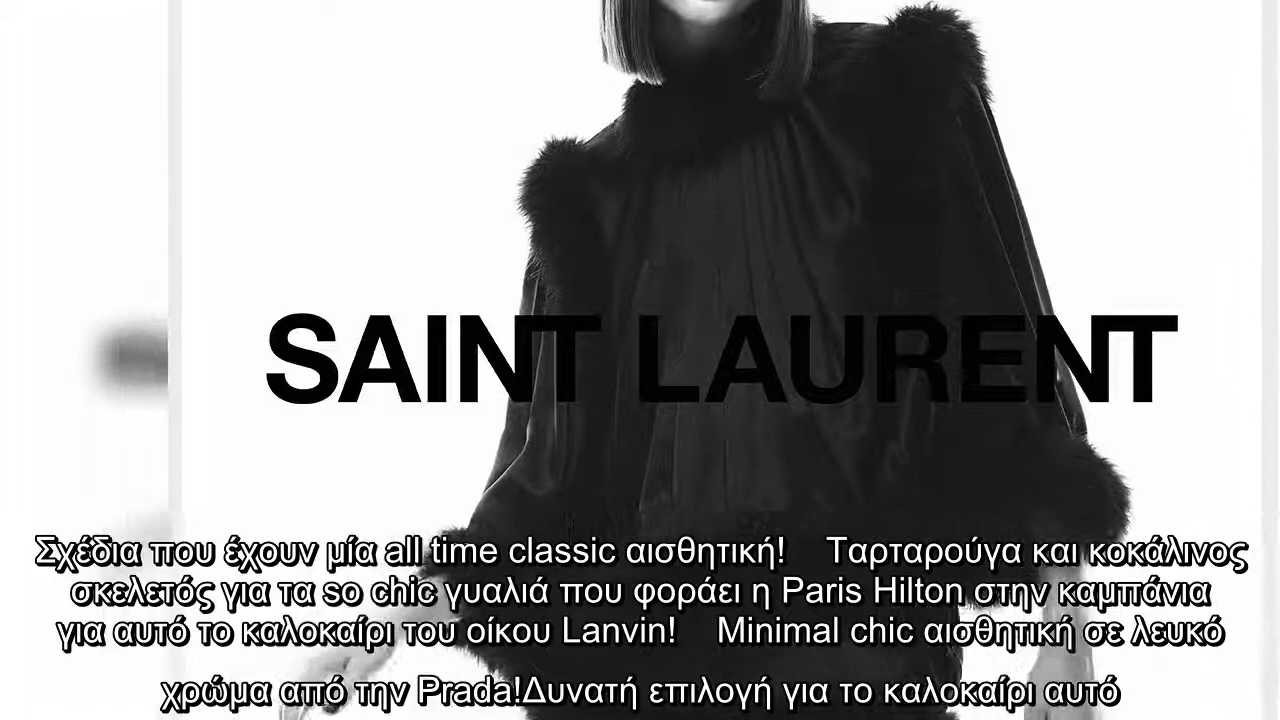 SAINT LAURENT
Σχέδια που έχουν μία all time classic αισθητική! Ταρταρούγα και κοκάλινος
σκελετός για τα so chic γυαλιά που φοράει η Paris Hilton στην καμπάνια
για αυτό το καλοκαίρι του οίκου Lanvin! Minimal chic αισθητική σε λευκό
χρώμα από την Prada!Δυνατή επιλογή για το καλοκαίρι αυτό